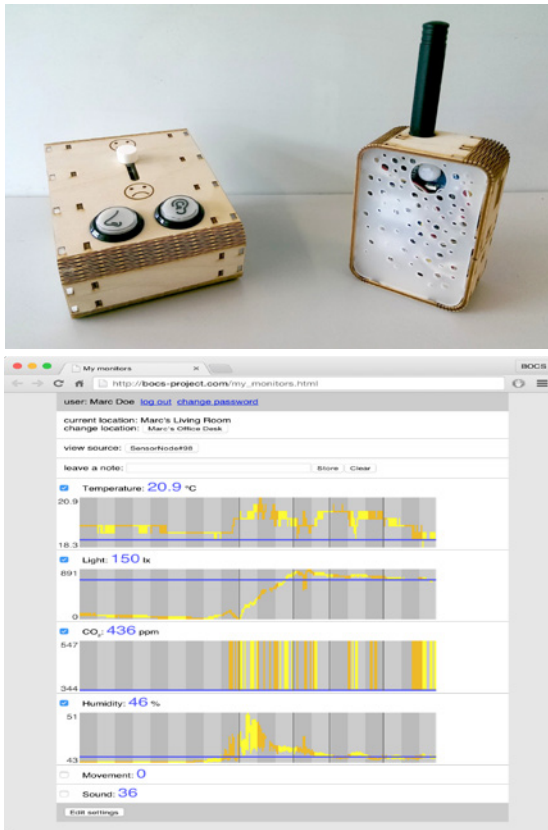 My monitors
BOCS
http://bocs-project.com/my_monitors.html
user: Marc Doe log out change password
current location: Marc's Living Room
change location: Marc's Office Desk
view source: SensorNode#98
leave a note: Store Clear
Temperature: 20.9 °C
20.9
18.3
Light: 150 lx
891
0
CO₂: 436 ppm
547
344
Humidity: 46 %
51
43
Movement: 0
Sound: 36
Edit settings